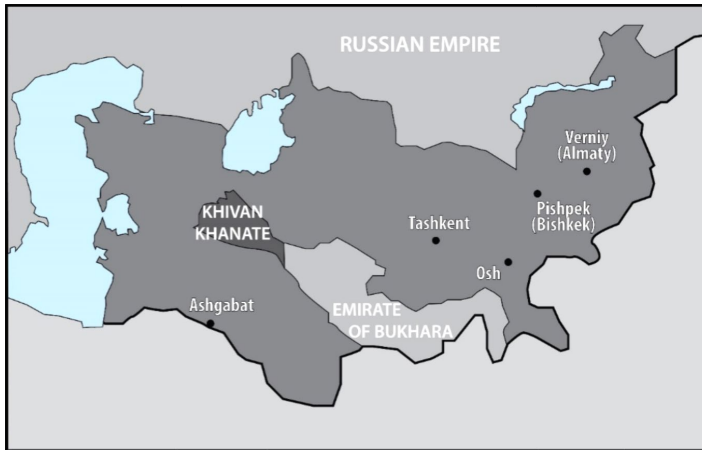 RUSSIAN EMPIRE
Verniy
(Almaty)
KHIVAN
KHANATE
Tashkent
Pishpek
(Bishkek)
Osh
Ashgabat
EMIRATE
OF BUKHARA